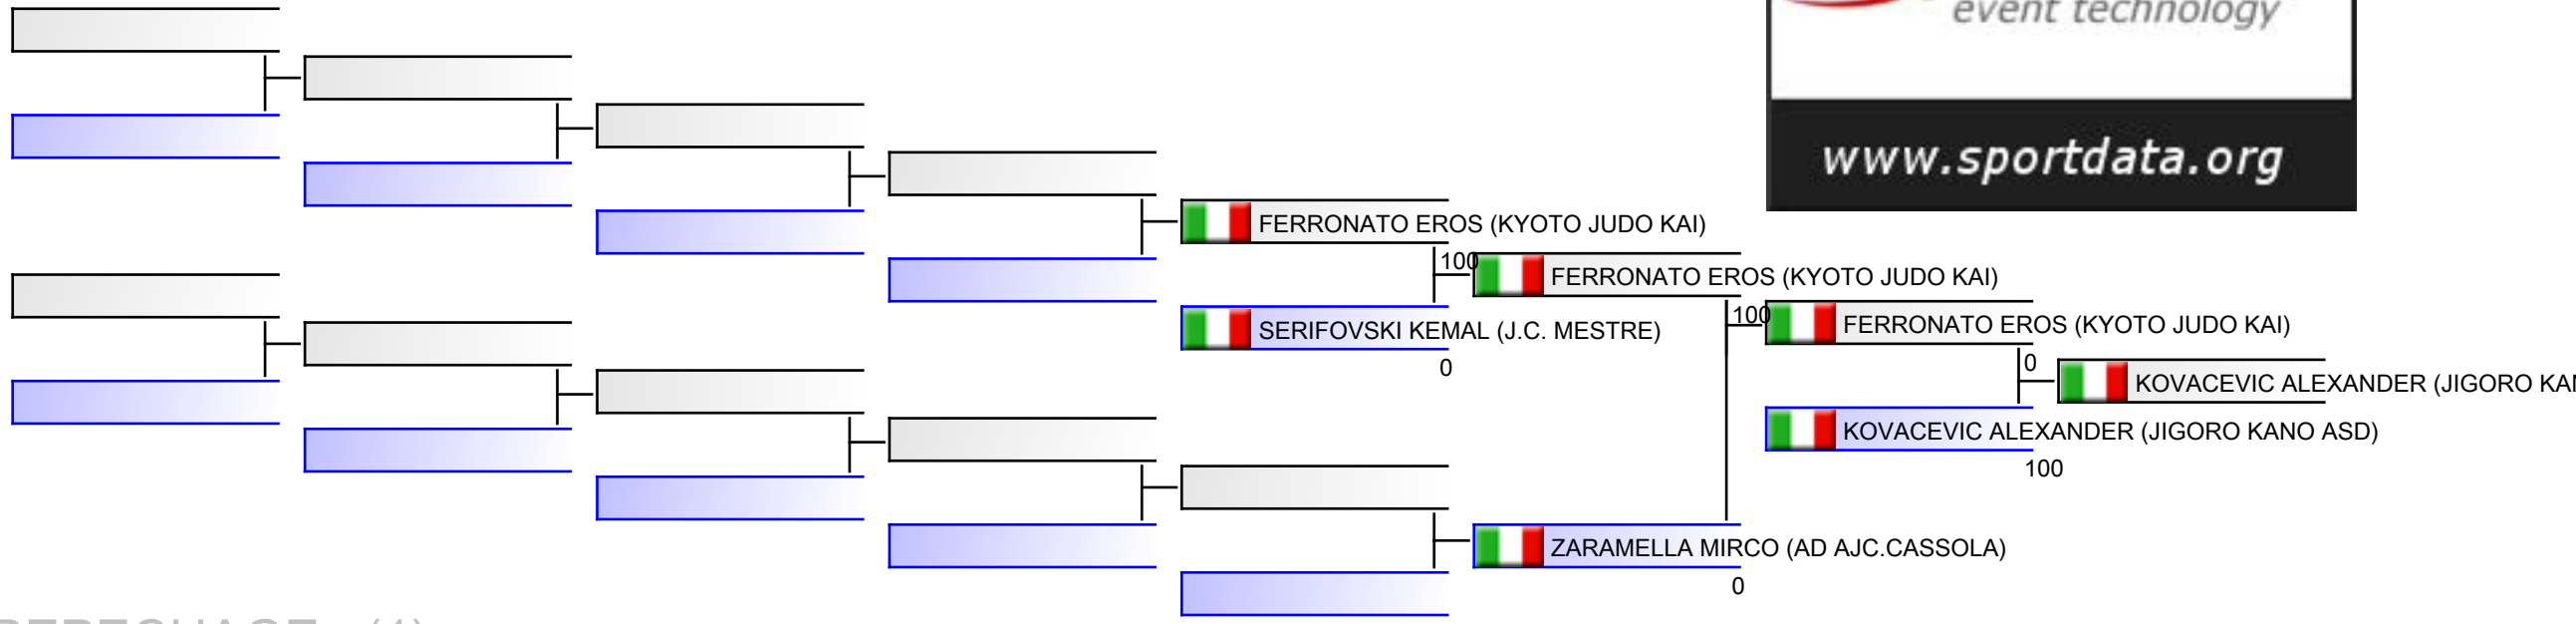 event technology
www.sportdata.org
FERRONATO EROS (KYOTO JUDO KAI)
100
FERRONATO EROS (KYOTO JUDO KAI)
SERIFOVSKI KEMAL (J.C. MESTRE)
0
100
FERRONATO EROS (KYOTO JUDO KAI)
0
KOVACEVIC ALEXANDER (JIGORO KA
KOVACEVIC ALEXANDER (JIGORO KANO ASD)
100
ZARAMELLA MIRCO (AD AJC.CASSOLA)
0